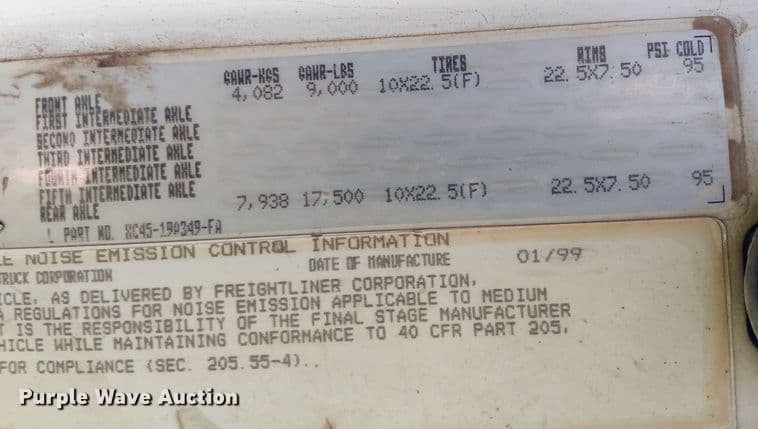 GAWR-KGS GAWR-LBS TIRES RIMS PSI COLD
FRONT AXLE 4,082 9,000 10X22.5(F) 22.5X7.50 95
FIRST INTERMEDIATE AXLE
SECOND INTERMEDIATE AXLE
THIRD INTERMEDIATE AXLE
FOURTH INTERMEDIATE AXLE
FIFTH INTERMEDIATE AXLE
REAR AXLE 7,938 17,500 10X22.5(F) 22.5X7.50 95
! PART NO. XC45-19A349-FA
LE NOISE EMISSION CONTROL INFORMATION
TRUCK CORPORATION DATE OF MANUFACTURE 01/99
ICLE, AS DELIVERED BY FREIGHTLINER CORPORATION,
A REGULATIONS FOR NOISE EMISSION APPLICABLE TO MEDIUM
T IS THE RESPONSIBILITY OF THE FINAL STAGE MANUFACTURER
HICLE WHILE MAINTAINING CONFORMANCE TO 40 CFR PART 205,
FOR COMPLIANCE (SEC. 205.55-4)..
Purple Wave Auction